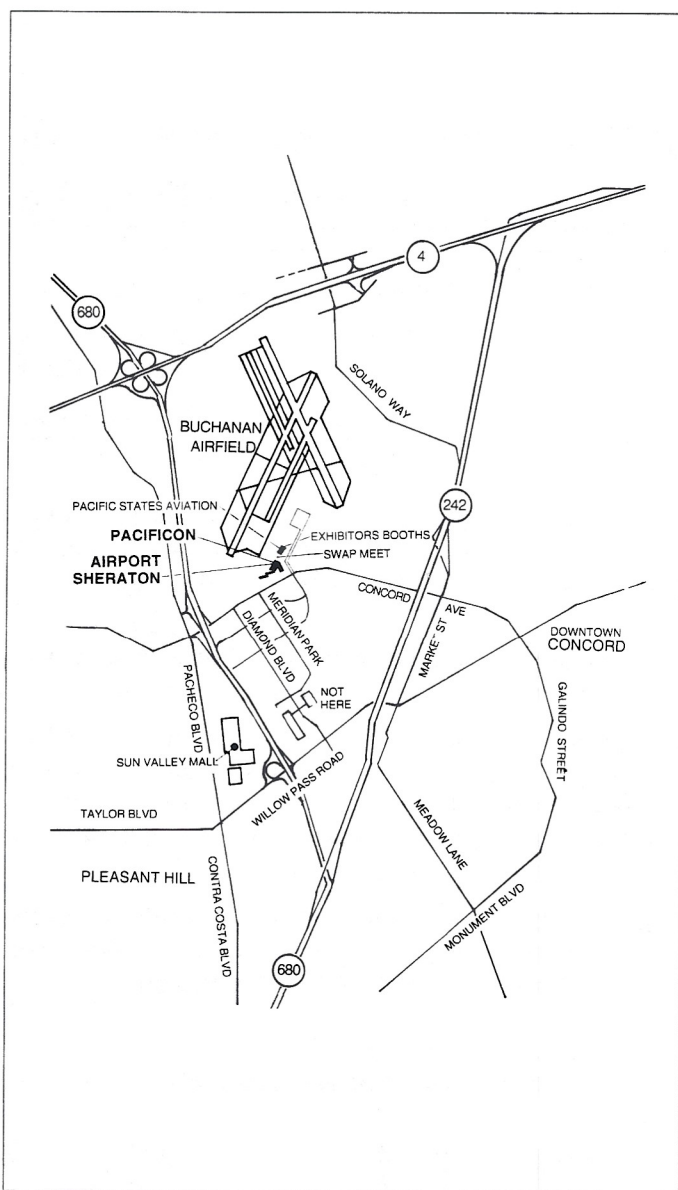 4
680
SOLANO WAY
BUCHANAN
AIRFIELD
242
PACIFIC STATES AVIATION
PACIFICON
EXHIBITORS BOOTHS
SWAP MEET
AIRPORT
SHERATON
CONCORD
AVE
MERIDIAN PARK
DIAMOND BLVD
MARKET ST
DOWNTOWN
CONCORD
PACHECO BLVD
NOT
HERE
GALINDO STREET
SUN VALLEY MALL
WILLOW PASS ROAD
TAYLOR BLVD
MEADOW LANE
PLEASANT HILL
CONTRA COSTA BLVD
MONUMENT BLVD
680